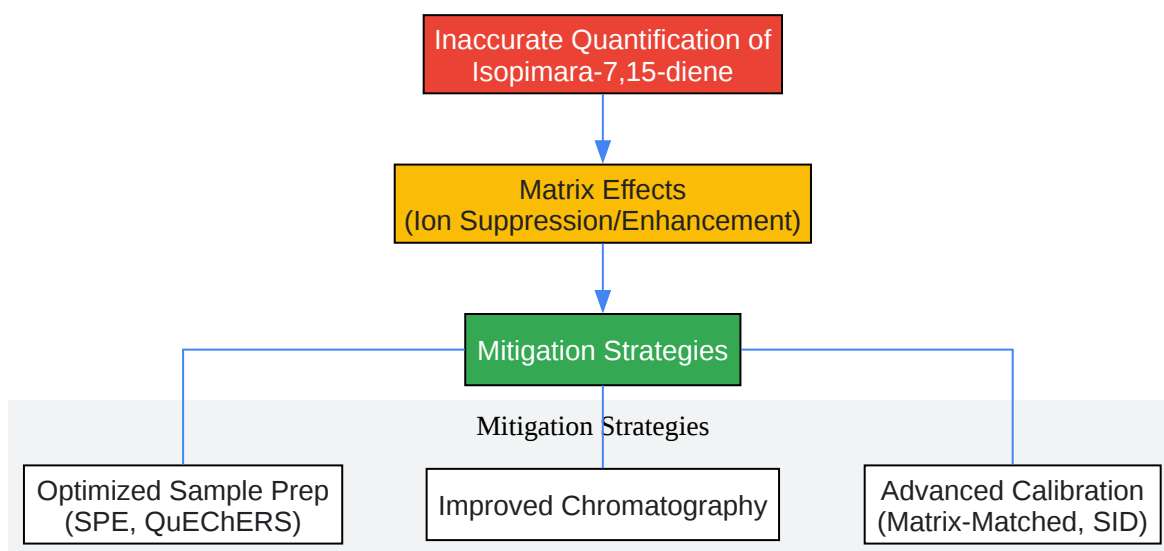 Inaccurate Quantification of
Isopimara-7,15-diene
Matrix Effects
(Ion Suppression/Enhancement)
Mitigation Strategies
Mitigation Strategies
Optimized Sample Prep
(SPE, QuEChERS)
Improved Chromatography
Advanced Calibration
(Matrix-Matched, SID)